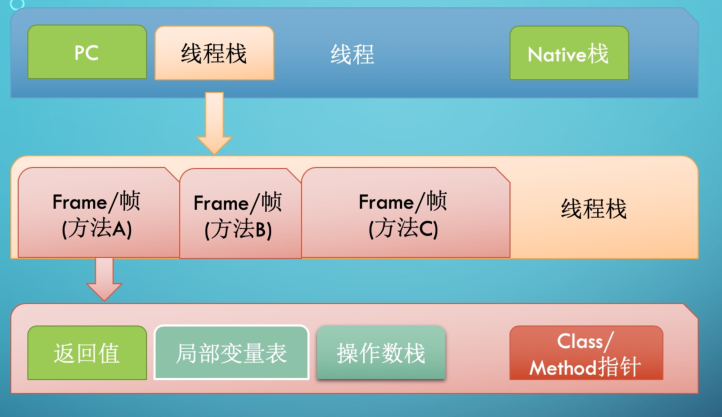 PC
线程栈
线程
Native栈
Frame/帧
(方法A)
Frame/帧
(方法B)
Frame/帧
(方法C)
线程栈
返回值
局部变量表
操作数栈
Class/
Method指针